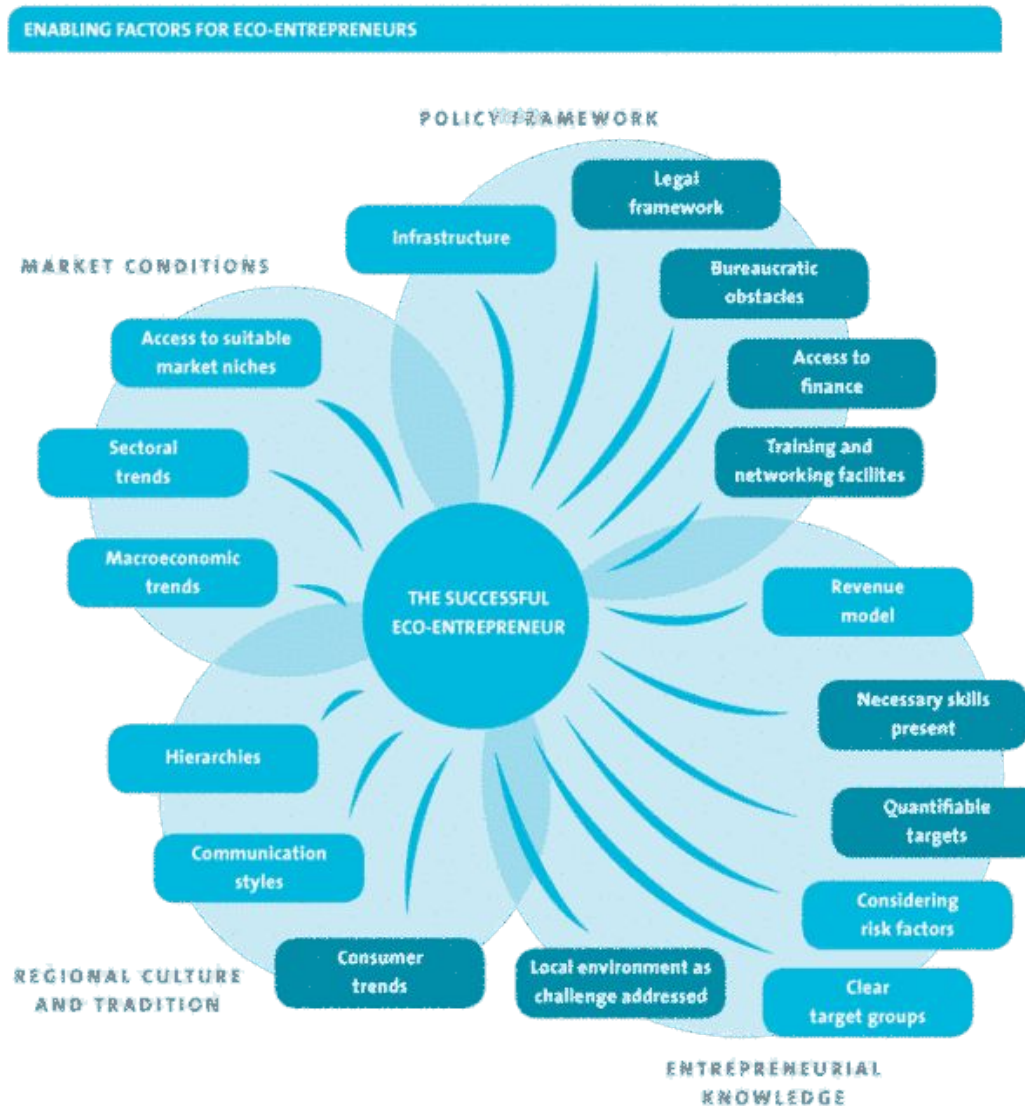 ENABLING FACTORS FOR ECO-ENTREPRENEURS
POLICY FRAMEWORK
Legal
framework
Infrastructure
Bureaucratic
obstacles
Access to
finance
Training and
networking facilites
MARKET CONDITIONS
Access to suitable
market niches
Sectoral
trends
Macroeconomic
trends
THE SUCCESSFUL
ECO-ENTREPRENEUR
Revenue
model
Necessary skills
present
Quantifiable
targets
Considering
risk factors
Clear
target groups
Local environment as
challenge addressed
ENTREPRENEURIAL
KNOWLEDGE
Hierarchies
Communication
styles
Consumer
trends
REGIONAL CULTURE
AND TRADITION